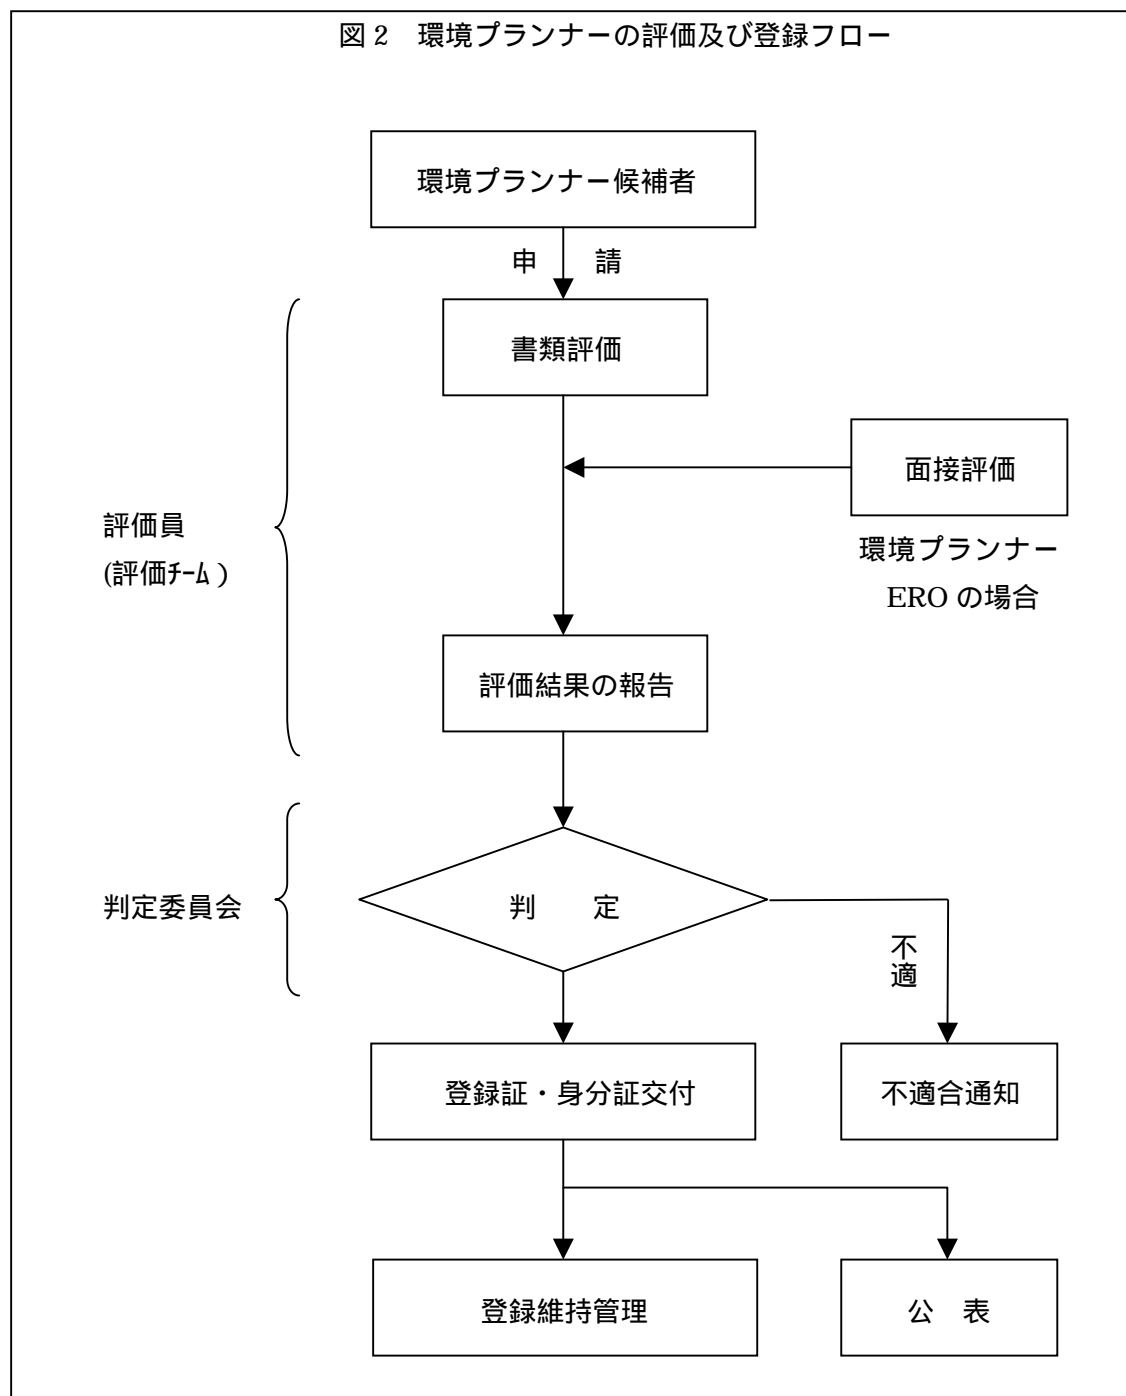 図2 環境プランナーの評価及び登録フロー
環境プランナー候補者
申 請
書類評価
面接評価
環境プランナー
ERO の場合
評価員
(評価ﾁｰﾑ)
評価結果の報告
判定委員会
判 定
不適
登録証・身分証交付
不適合通知
登録維持管理
公 表